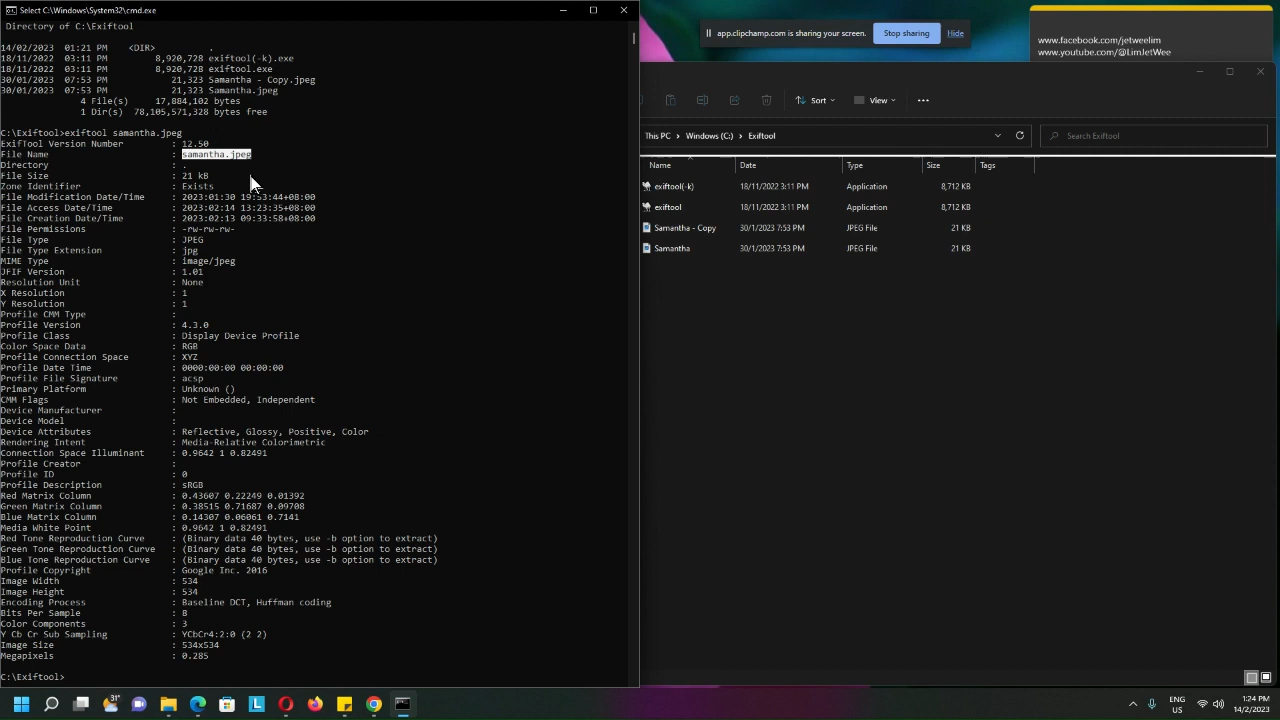 Select C:\Windows\System32\cmd.exe
Directory of C:\Exiftool
14/02/2023 01:21 PM <DIR> .
18/11/2022 03:11 PM 8,920,728 exiftool(-k).exe
18/11/2022 03:11 PM 8,920,728 exiftool.exe
30/01/2023 07:53 PM 21,323 Samantha - Copy.jpeg
30/01/2023 07:53 PM 21,323 Samantha.jpeg
4 File(s) 17,884,102 bytes
1 Dir(s) 78,105,571,328 bytes free
C:\Exiftool>exiftool samantha.jpeg
ExifTool Version Number : 12.50
File Name : samantha.jpeg
Directory : .
File Size : 21 kB
Zone Identifier : Exists
File Modification Date/Time : 2023:01:30 19:53:44+08:00
File Access Date/Time : 2023:02:14 13:23:35+08:00
File Creation Date/Time : 2023:02:13 09:33:58+08:00
File Permissions : -rw-rw-rw-
File Type : JPEG
File Type Extension : jpg
MIME Type : image/jpeg
JFIF Version : 1.01
Resolution Unit : None
X Resolution : 1
Y Resolution : 1
Profile CMM Type :
Profile Version : 4.3.0
Profile Class : Display Device Profile
Color Space Data : RGB
Profile Connection Space : XYZ
Profile Date Time : 0000:00:00 00:00:00
Profile File Signature : acsp
Primary Platform : Unknown ()
CMM Flags : Not Embedded, Independent
Device Manufacturer :
Device Model :
Device Attributes : Reflective, Glossy, Positive, Color
Rendering Intent : Media-Relative Colorimetric
Connection Space Illuminant : 0.9642 1 0.82491
Profile Creator :
Profile ID : 0
Profile Description : sRGB
Red Matrix Column : 0.43607 0.22249 0.01392
Green Matrix Column : 0.38515 0.71687 0.09708
Blue Matrix Column : 0.14307 0.06061 0.7141
Media White Point : 0.9642 1 0.82491
Red Tone Reproduction Curve : (Binary data 40 bytes, use -b option to extract)
Green Tone Reproduction Curve : (Binary data 40 bytes, use -b option to extract)
Blue Tone Reproduction Curve : (Binary data 40 bytes, use -b option to extract)
Profile Copyright : Google Inc. 2016
Image Width : 534
Image Height : 534
Encoding Process : Baseline DCT, Huffman coding
Bits Per Sample : 8
Color Components : 3
Y Cb Cr Sub Sampling : YCbCr4:2:0 (2 2)
Image Size : 534x534
Megapixels : 0.285
C:\Exiftool>
app.clipchamp.com is sharing your screen. Stop sharing Hide
www.facebook.com/jetweelim
www.youtube.com/@LimJetWee
Sort View
This PC Windows (C:) Exiftool Search Exiftool
Name Date Type Size Tags
exiftool(-k) 18/11/2022 3:11 PM Application 8,712 KB
exiftool 18/11/2022 3:11 PM Application 8,712 KB
Samantha - Copy 30/1/2023 7:53 PM JPEG File 21 KB
Samantha 30/1/2023 7:53 PM JPEG File 21 KB
31°
ENG
US
1:24 PM
14/2/2023